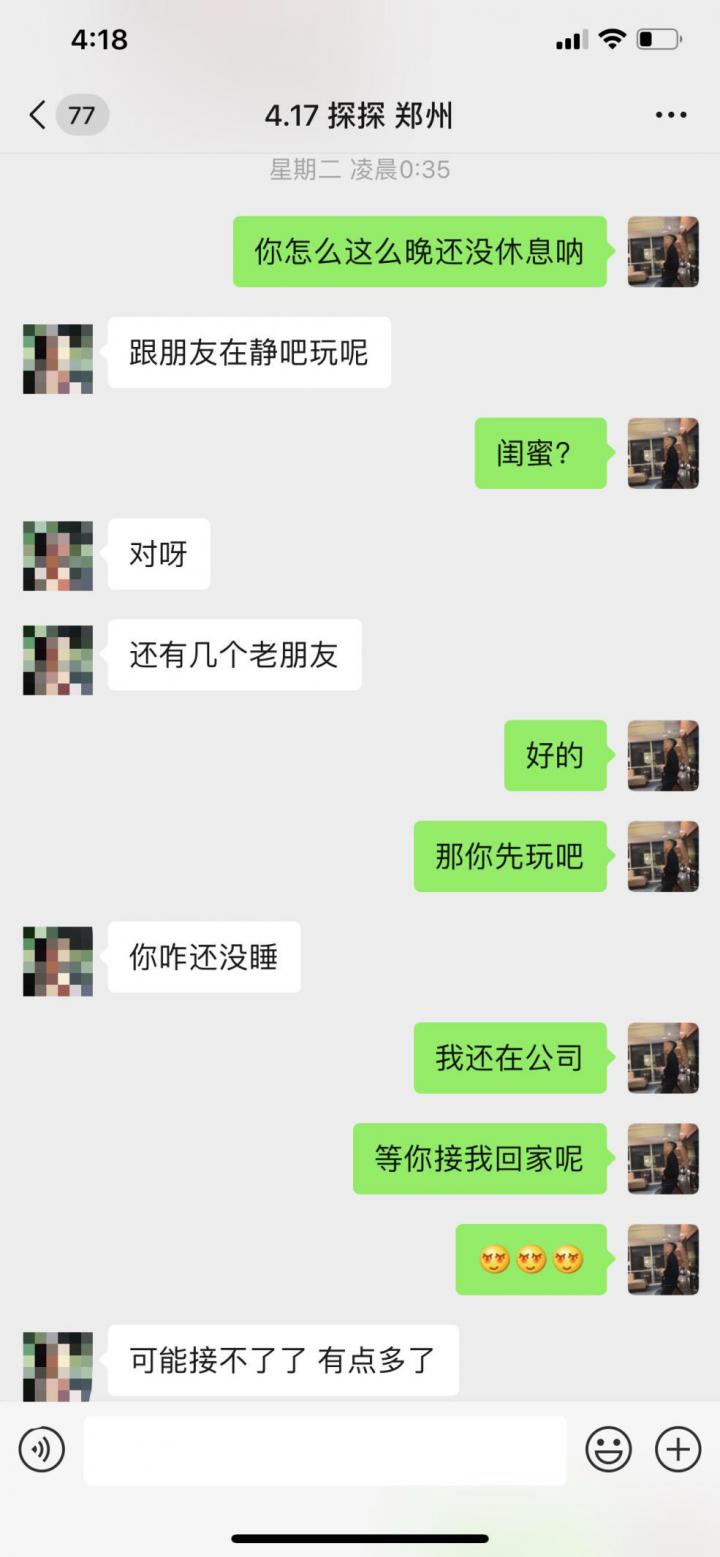 4:18
77
4.17 探探 郑州
星期二 凌晨0:35
你怎么这么晚还没休息呐
跟朋友在静吧玩呢
闺蜜？
对呀
还有几个老朋友
好的
那你先玩吧
你咋还没睡
我还在公司
等你接我回家呢
可能接不了了 有点多了